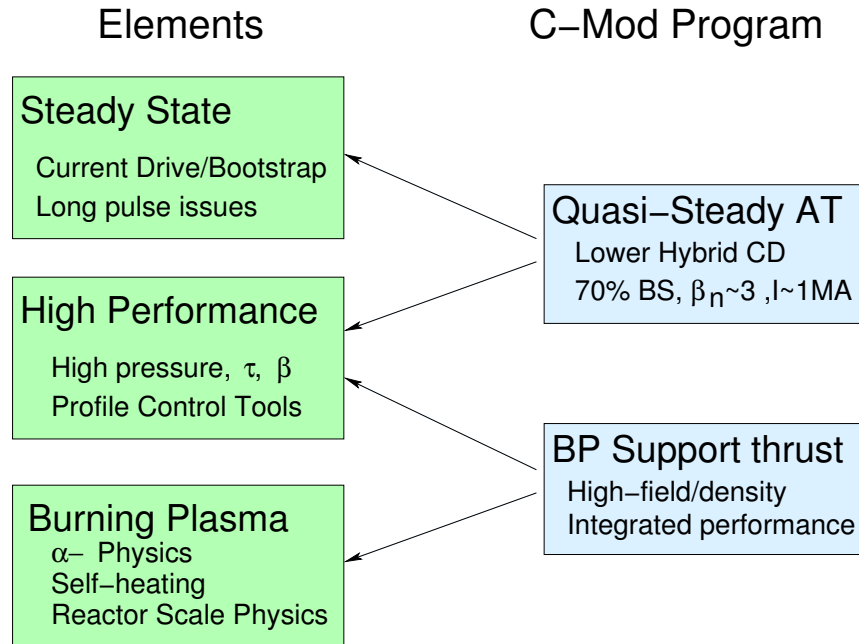 Elements
Steady State
Current Drive/Bootstrap
Long pulse issues
High Performance
High pressure, τ, β
Profile Control Tools
Burning Plasma
α− Physics
Self−heating
Reactor Scale Physics
C−Mod Program
Quasi−Steady AT
Lower Hybrid CD
70% BS, βn~3 ,I~1MA
BP Support thrust
High−field/density
Integrated performance